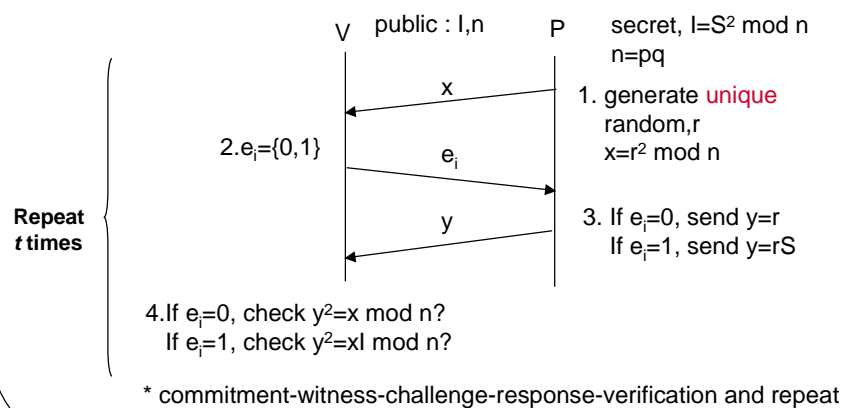 V public : I,n P secret, I=S² mod n
n=pq
x
1. generate unique
random,r
x=r² mod n
2.eᵢ={0,1}
eᵢ
Repeat
t times
y
3. If eᵢ=0, send y=r
If eᵢ=1, send y=rS
4.If eᵢ=0, check y²=x mod n?
If eᵢ=1, check y²=xI mod n?
* commitment-witness-challenge-response-verification and repeat